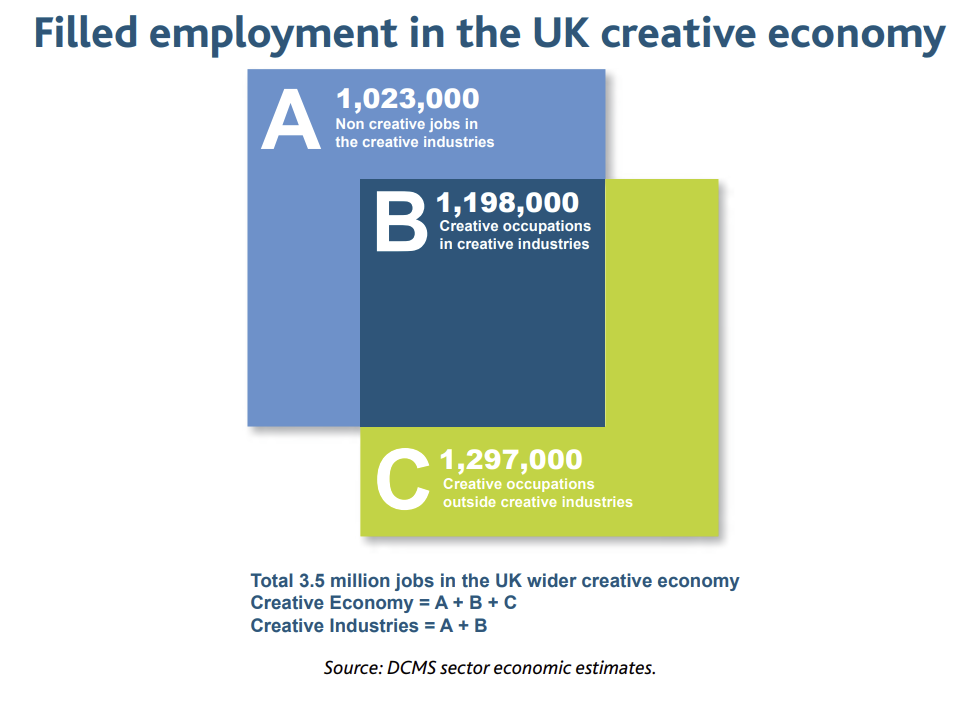 Filled employment in the UK creative economy
A
1,023,000
Non creative jobs in
the creative industries
B
1,198,000
Creative occupations
in creative industries
C
1,297,000
Creative occupations
outside creative industries
Total 3.5 million jobs in the UK wider creative economy
Creative Economy = A + B + C
Creative Industries = A + B
Source: DCMS sector economic estimates.